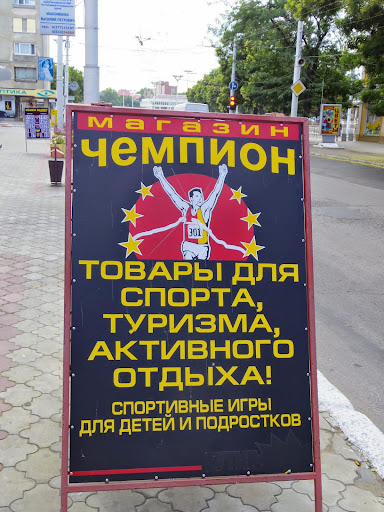 магазин
чемпион
301
ТОВАРЫ ДЛЯ
СПОРТА,
ТУРИЗМА,
АКТИВНОГО
ОТДЫХА!
СПОРТИВНЫЕ ИГРЫ
ДЛЯ ДЕТЕЙ И ПОДРОСТКОВ